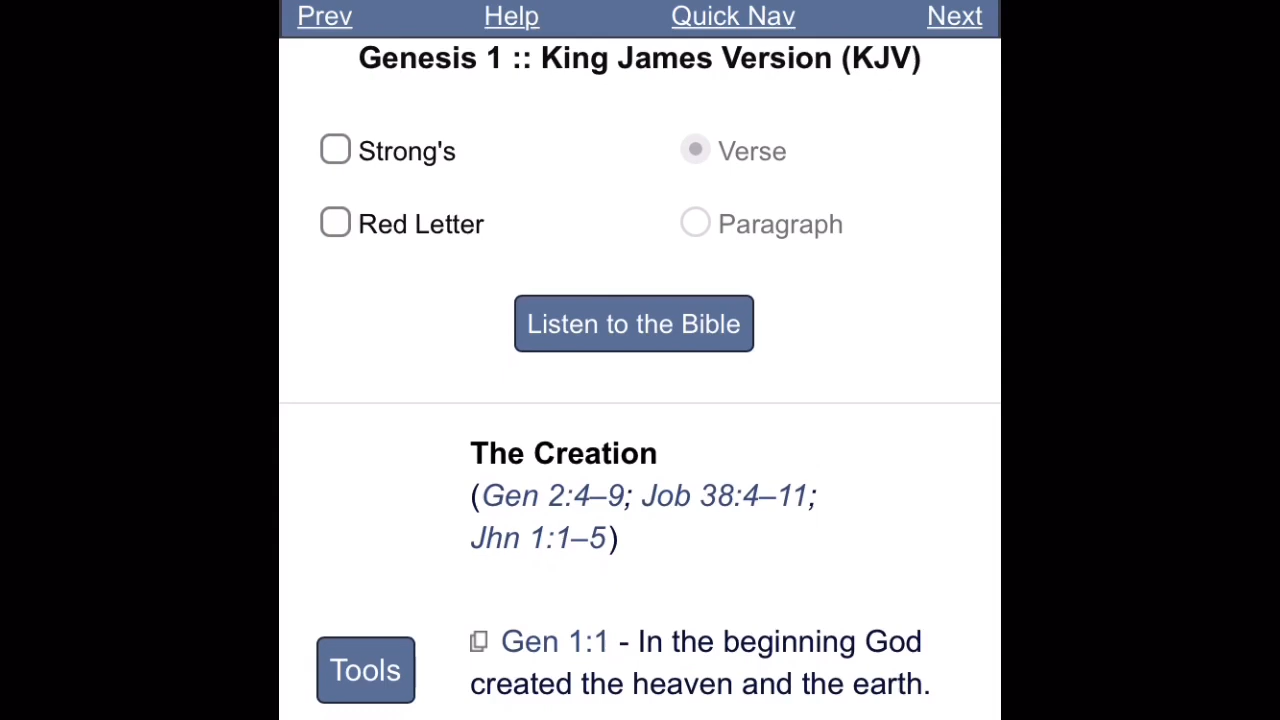 Prev Help Quick Nav Next
Genesis 1 :: King James Version (KJV)
Strong's Verse
Red Letter Paragraph
Listen to the Bible
The Creation
(Gen 2:4–9; Job 38:4–11;
Jhn 1:1–5)
Gen 1:1 - In the beginning God
Tools
created the heaven and the earth.